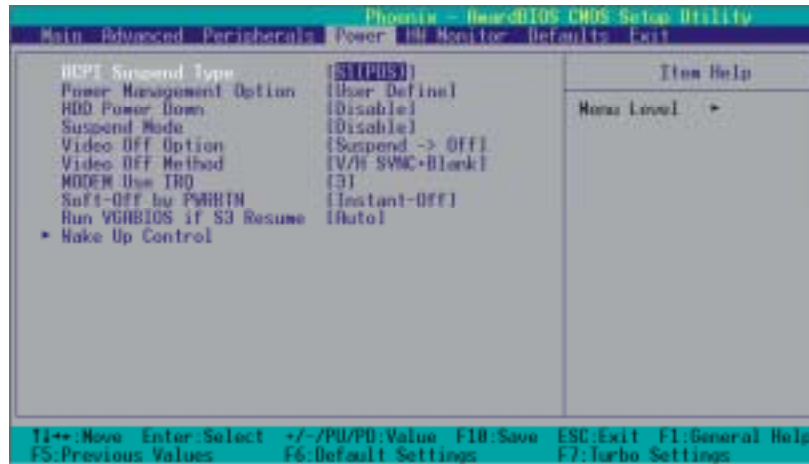 Phoenix - AwardBIOS CMOS Setup Utility
Main Advanced Peripherals Power HW Monitor Defaults Exit
ACPI Suspend Type [S1(POS)]
Power Management Option [User Define]
HDD Power Down [Disable]
Suspend Mode [Disable]
Video Off Option [Suspend -> Off]
Video Off Method [V/H SYNC+Blank]
MODEM Use IRQ [3]
Soft-Off by PWRBTN [Instant-Off]
Run VGABIOS if S3 Resume [Auto]
▸ Wake Up Control
Item Help
Menu Level ▸
↑↓→←:Move Enter:Select +/-/PU/PD:Value F10:Save ESC:Exit F1:General Help
F5:Previous Values F6:Default Settings F7:Turbo Settings